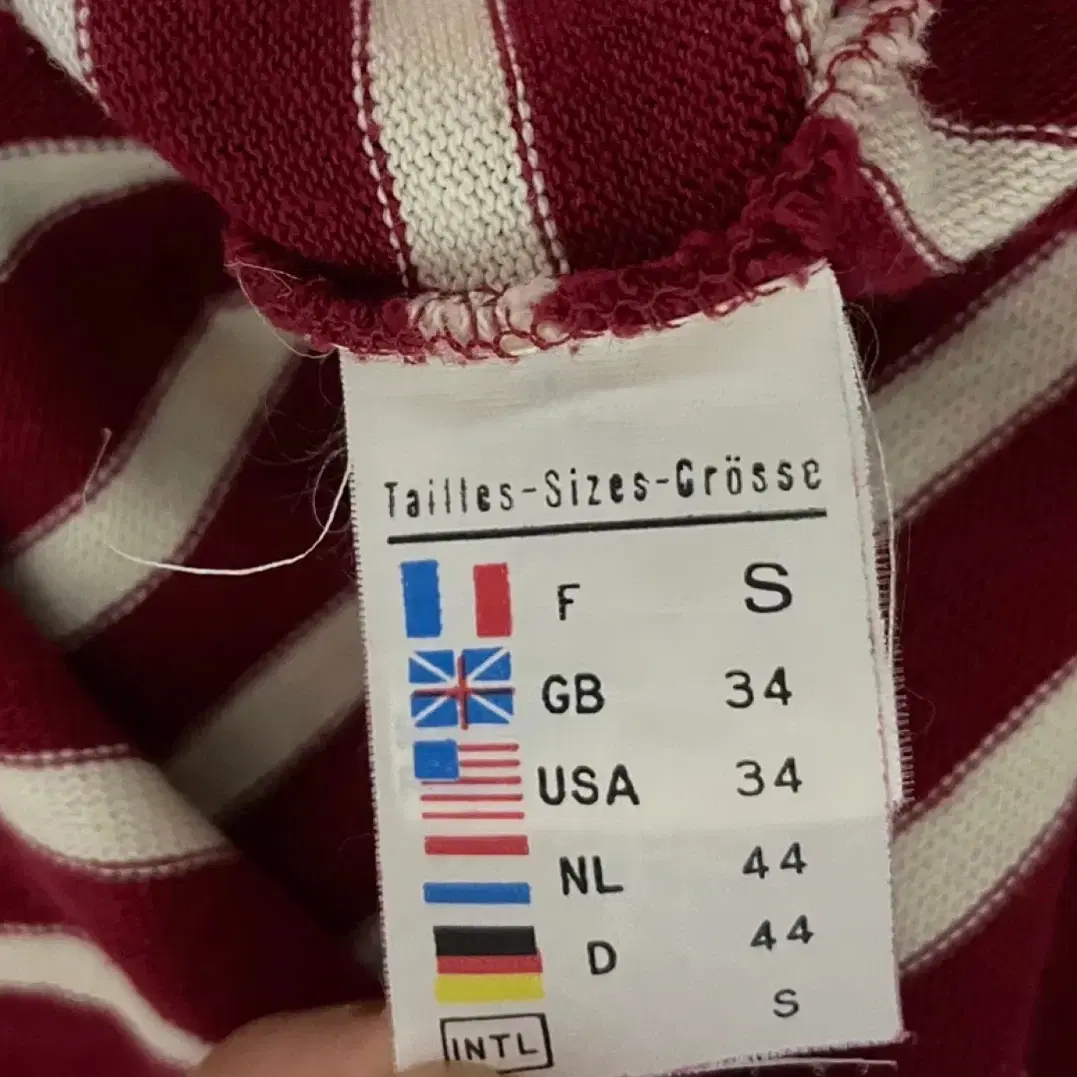 Tailles-Sizes-Grösse
F S
GB 34
USA 34
NL 44
D 44
INTL S